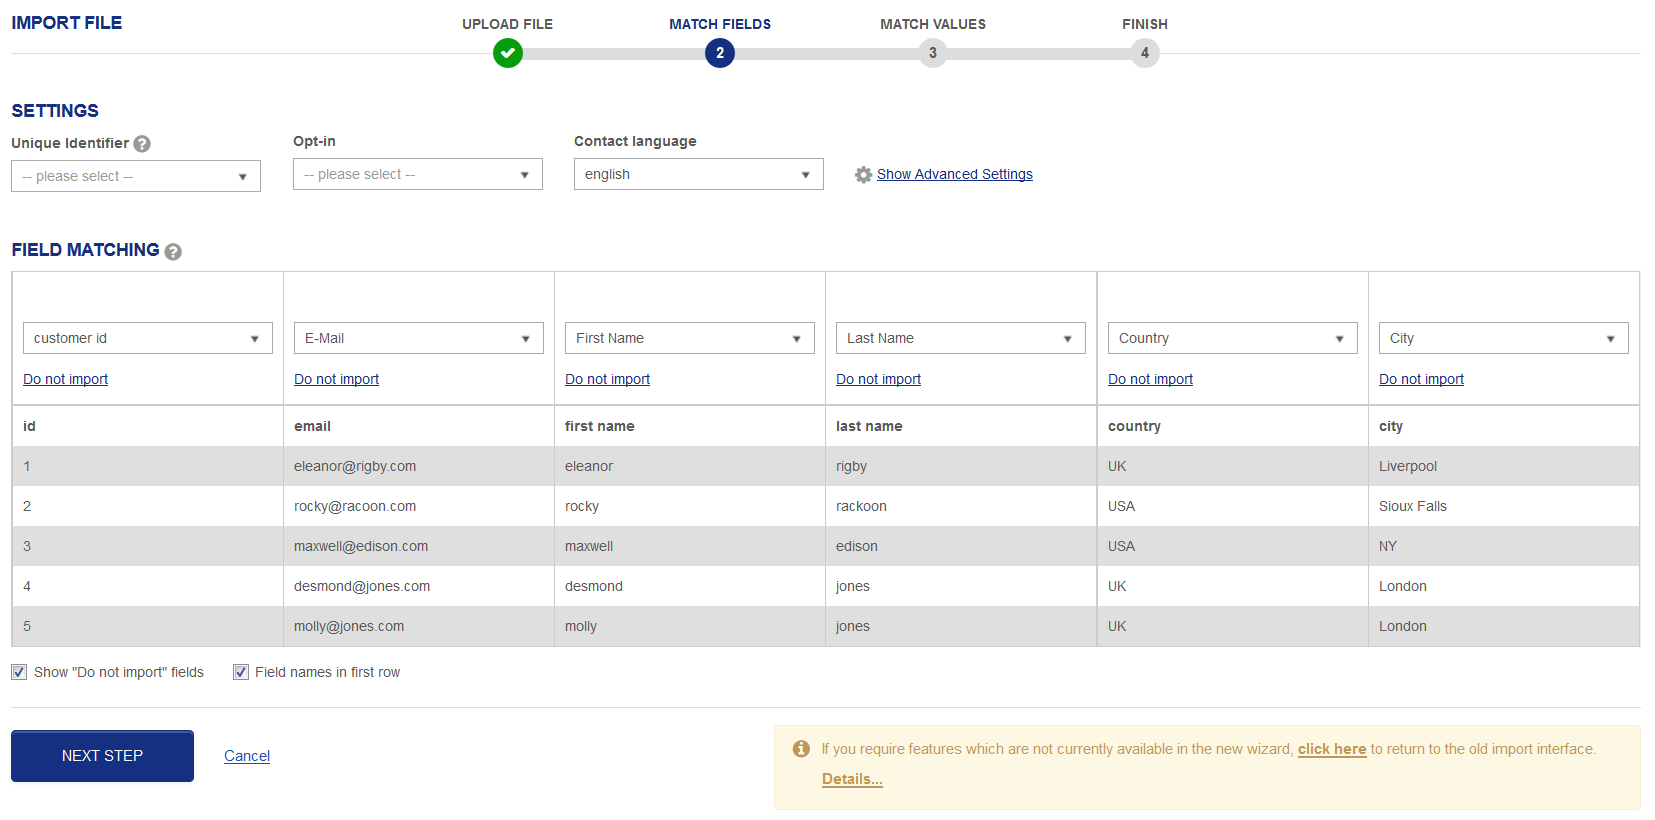 IMPORT FILE
UPLOAD FILE MATCH FIELDS MATCH VALUES FINISH
2 3 4
SETTINGS
Unique Identifier ? Opt-in Contact language
-- please select -- -- please select -- english Show Advanced Settings
FIELD MATCHING ?
customer id E-Mail First Name Last Name Country City
Do not import Do not import Do not import Do not import Do not import Do not import
id email first name last name country city
1 eleanor@rigby.com eleanor rigby UK Liverpool
2 rocky@racoon.com rocky rackoon USA Sioux Falls
3 maxwell@edison.com maxwell edison USA NY
4 desmond@jones.com desmond jones UK London
5 molly@jones.com molly jones UK London
Show "Do not import" fields Field names in first row
NEXT STEP Cancel
i If you require features which are not currently available in the new wizard, click here to return to the old import interface.
Details...